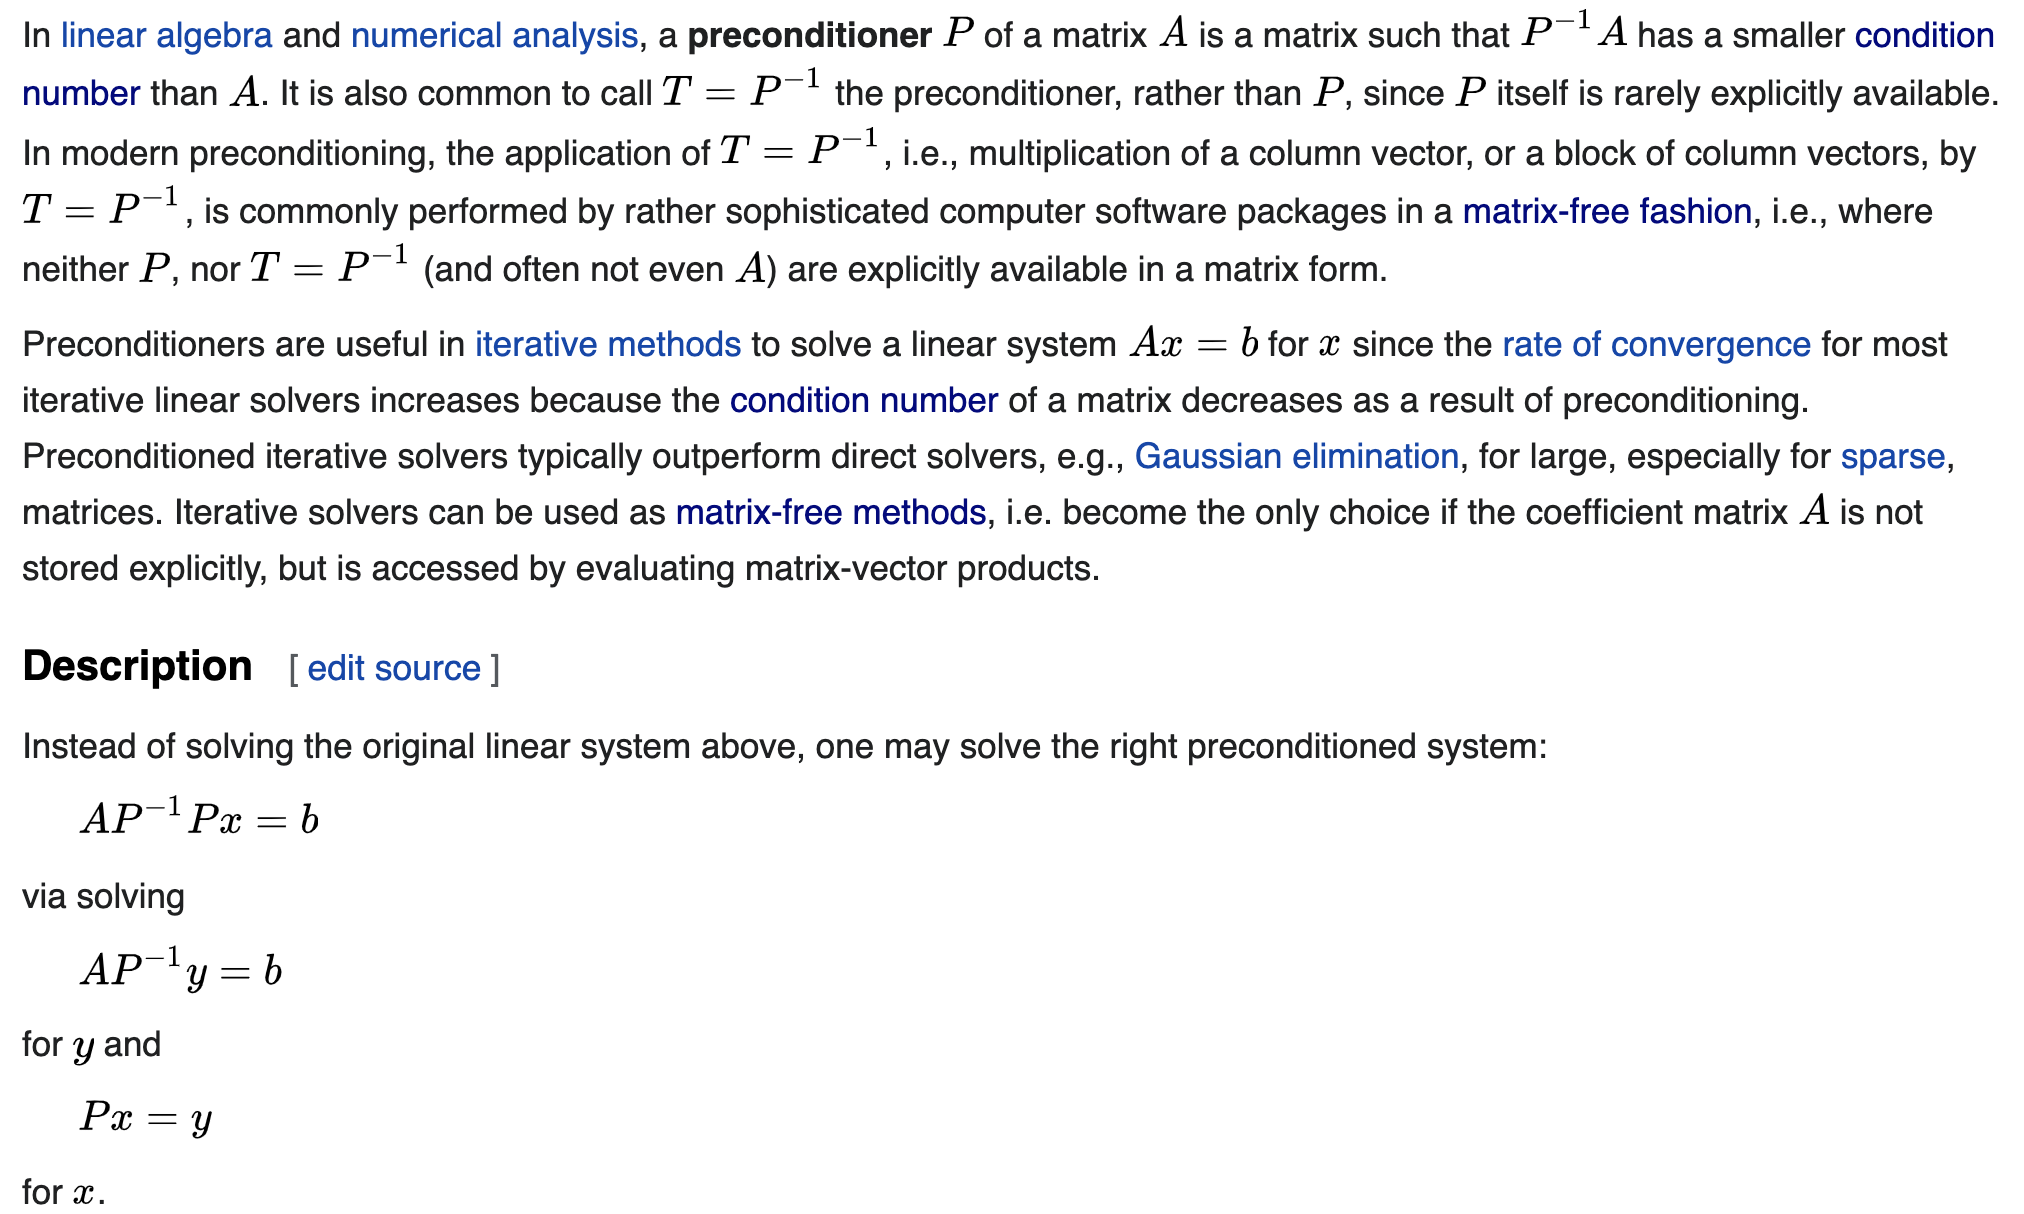 In linear algebra and numerical analysis, a preconditioner P of a matrix A is a matrix such that P⁻¹A has a smaller condition
number than A. It is also common to call T = P⁻¹ the preconditioner, rather than P, since P itself is rarely explicitly available.
In modern preconditioning, the application of T = P⁻¹, i.e., multiplication of a column vector, or a block of column vectors, by
T = P⁻¹, is commonly performed by rather sophisticated computer software packages in a matrix-free fashion, i.e., where
neither P, nor T = P⁻¹ (and often not even A) are explicitly available in a matrix form.
Preconditioners are useful in iterative methods to solve a linear system Ax = b for x since the rate of convergence for most
iterative linear solvers increases because the condition number of a matrix decreases as a result of preconditioning.
Preconditioned iterative solvers typically outperform direct solvers, e.g., Gaussian elimination, for large, especially for sparse,
matrices. Iterative solvers can be used as matrix-free methods, i.e. become the only choice if the coefficient matrix A is not
stored explicitly, but is accessed by evaluating matrix-vector products.
Description [ edit source ]
Instead of solving the original linear system above, one may solve the right preconditioned system:
AP⁻¹Px = b
via solving
AP⁻¹y = b
for y and
Px = y
for x.